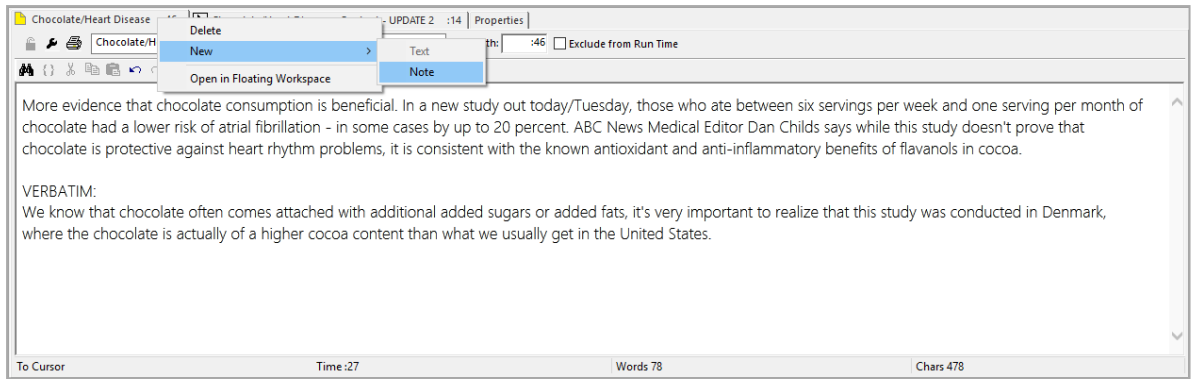 Chocolate/Heart Disease - UPDATE 2 :14 Properties
Delete
Chocolate/H :46 Exclude from Run Time
New Text
Note
Open in Floating Workspace
More evidence that chocolate consumption is beneficial. In a new study out today/Tuesday, those who ate between six servings per week and one serving per month of
chocolate had a lower risk of atrial fibrillation - in some cases by up to 20 percent. ABC News Medical Editor Dan Childs says while this study doesn't prove that
chocolate is protective against heart rhythm problems, it is consistent with the known antioxidant and anti-inflammatory benefits of flavanols in cocoa.
VERBATIM:
We know that chocolate often comes attached with additional added sugars or added fats, it's very important to realize that this study was conducted in Denmark,
where the chocolate is actually of a higher cocoa content than what we usually get in the United States.
To Cursor Time :27 Words 78 Chars 478